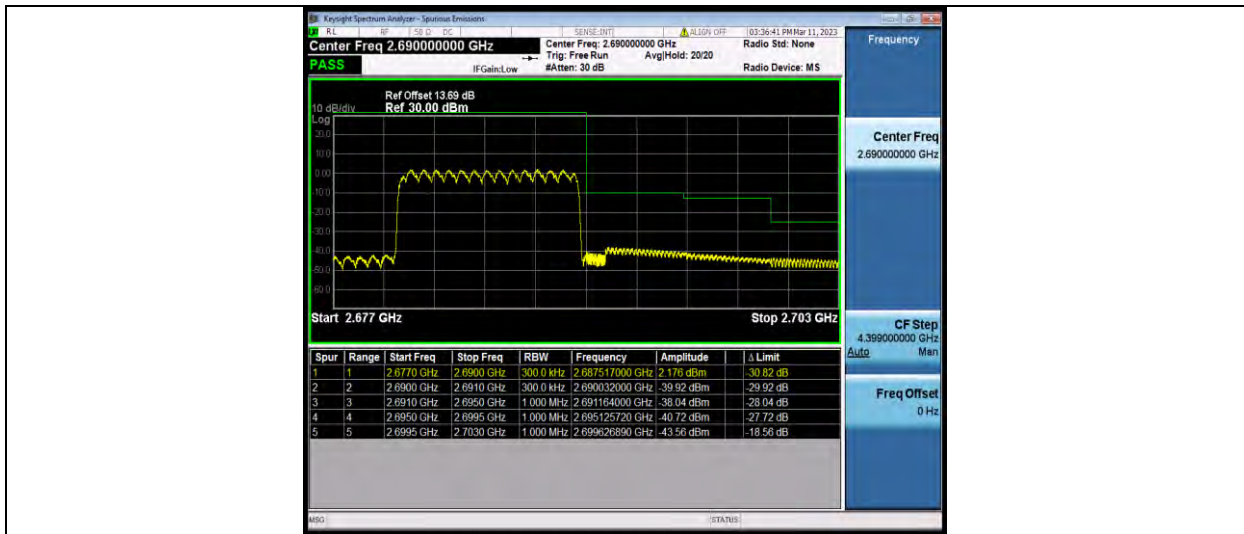 Keysight Spectrum Analyzer - Spurious Emissions
RL RF 50 Ω DC SENSE:INT ALIGN OFF 03:36:41 PM Mar 11, 2023
Center Freq 2.690000000 GHz Center Freq: 2.690000000 GHz Radio Std: None Frequency
Trig: Free Run Avg|Hold: 20/20
PASS IFGain:Low #Atten: 30 dB Radio Device: MS
Ref Offset 13.69 dB
10 dB/div Ref 30.00 dBm
Log
20.0
10.0
0.00
-10.0
-20.0
-30.0
-40.0
-50.0
-60.0
Center Freq
2.690000000 GHz
Start 2.677 GHz Stop 2.703 GHz
CF Step
4.399000000 GHz
Auto Man
Freq Offset
0 Hz
Spur Range Start Freq Stop Freq RBW Frequency Amplitude Δ Limit
1 1 2.6770 GHz 2.6900 GHz 300.0 kHz 2.687517000 GHz 2.176 dBm -30.82 dB
2 2 2.6900 GHz 2.6910 GHz 300.0 kHz 2.690032000 GHz -39.92 dBm -29.92 dB
3 3 2.6910 GHz 2.6950 GHz 1.000 MHz 2.691164000 GHz -38.04 dBm -28.04 dB
4 4 2.6950 GHz 2.6995 GHz 1.000 MHz 2.695125720 GHz -40.72 dBm -27.72 dB
5 5 2.6995 GHz 2.7030 GHz 1.000 MHz 2.699626890 GHz -43.56 dBm -18.56 dB
MSG STATUS